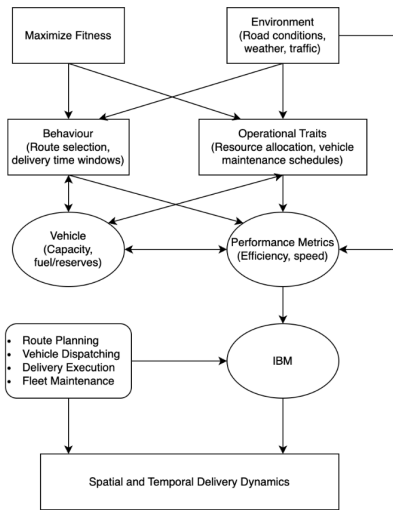 Maximize Fitness
Environment
(Road conditions,
weather, traffic)
Behaviour
(Route selection,
delivery time windows)
Operational Traits
(Resource allocation, vehicle
maintenance schedules)
Vehicle
(Capacity,
fuel/reserves)
Performance Metrics
(Efficiency, speed)
• Route Planning
• Vehicle Dispatching
• Delivery Execution
• Fleet Maintenance
IBM
Spatial and Temporal Delivery Dynamics